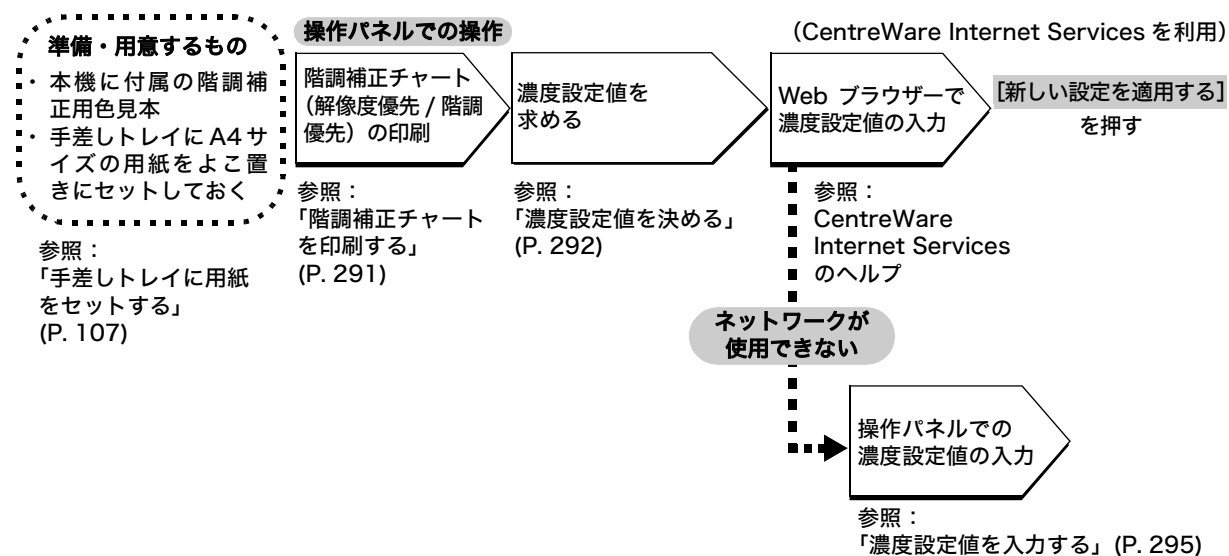 準備・用意するもの
・ 本機に付属の階調補
正用色見本
・ 手差しトレイに A4 サ
イズの用紙をよこ置
きにセットしておく
参照：
「手差しトレイに用紙
をセットする」
(P. 107)
操作パネルでの操作
階調補正チャート
（解像度優先 / 階調
優先）の印刷
参照：
「階調補正チャート
を印刷する」
(P. 291)
濃度設定値を
求める
参照：
「濃度設定値を決める」
(P. 292)
（CentreWare Internet Services を利用）
Web ブラウザーで
濃度設定値の入力
参照：
CentreWare
Internet Services
のヘルプ
［新しい設定を適用する］
を押す
ネットワークが
使用できない
操作パネルでの
濃度設定値の入力
参照：
「濃度設定値を入力する」(P. 295)